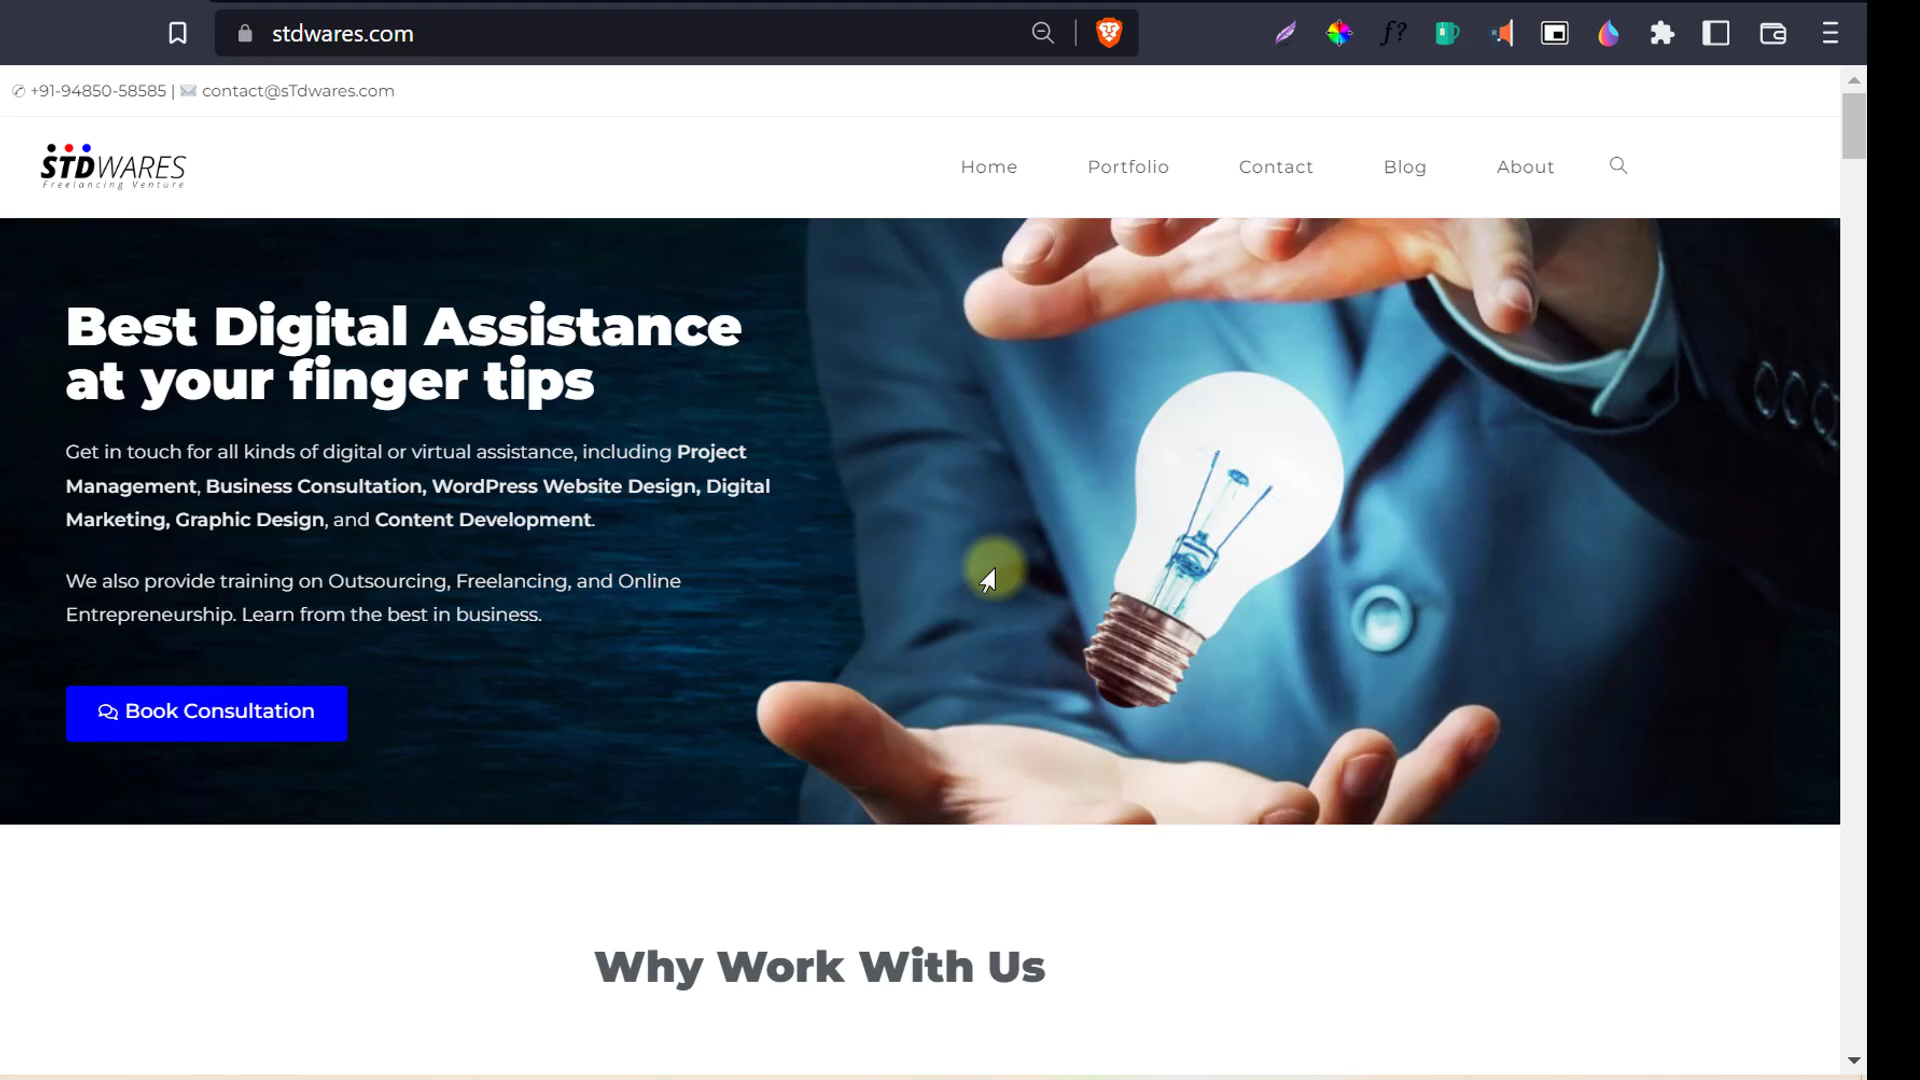 stdwares.com
+91-94850-58585 | contact@sTdwares.com
STDWARES
Freelancing Venture
Home Portfolio Contact Blog About
Best Digital Assistance
at your finger tips
Get in touch for all kinds of digital or virtual assistance, including Project
Management, Business Consultation, WordPress Website Design, Digital
Marketing, Graphic Design, and Content Development.
We also provide training on Outsourcing, Freelancing, and Online
Entrepreneurship. Learn from the best in business.
Book Consultation
Why Work With Us